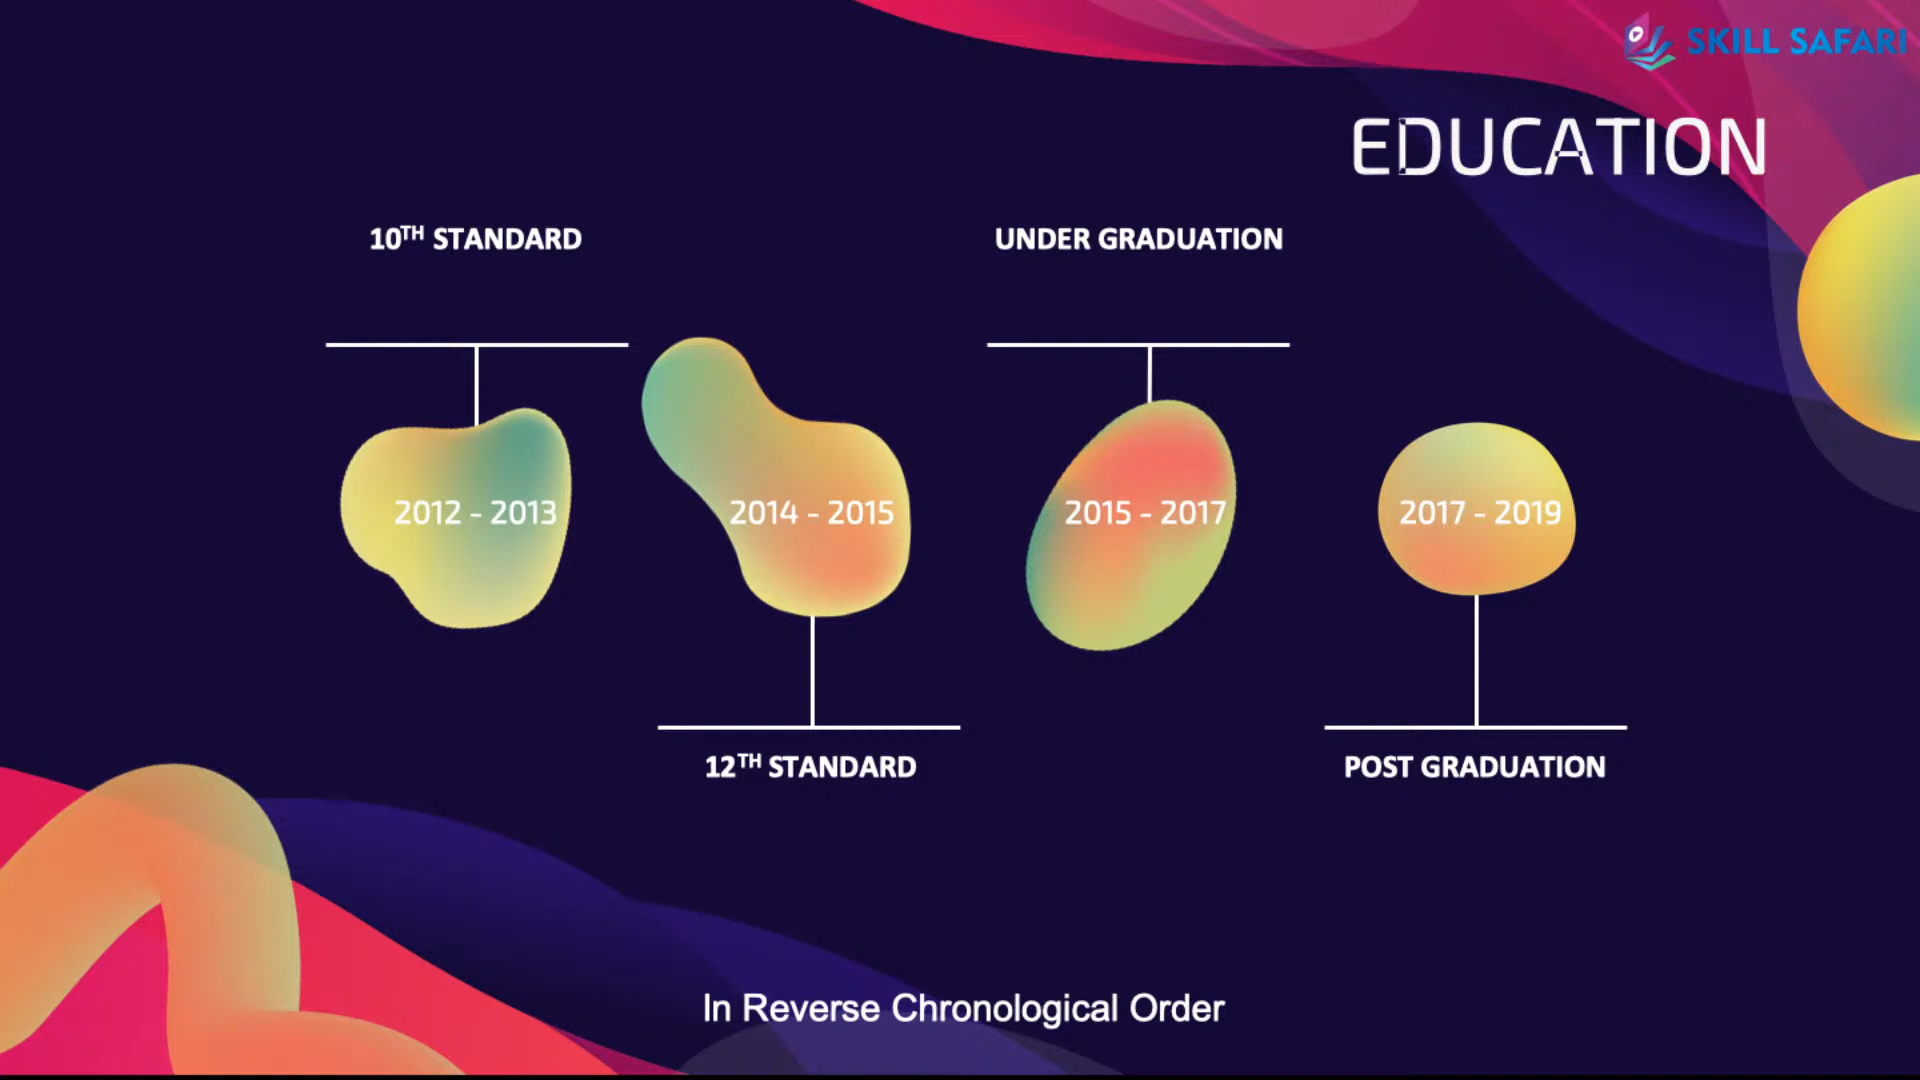 SKILL SAFARI
EDUCATION
10TH STANDARD
UNDER GRADUATION
2012 - 2013
2014 - 2015
2015 - 2017
2017 - 2019
12TH STANDARD
POST GRADUATION
In Reverse Chronological Order